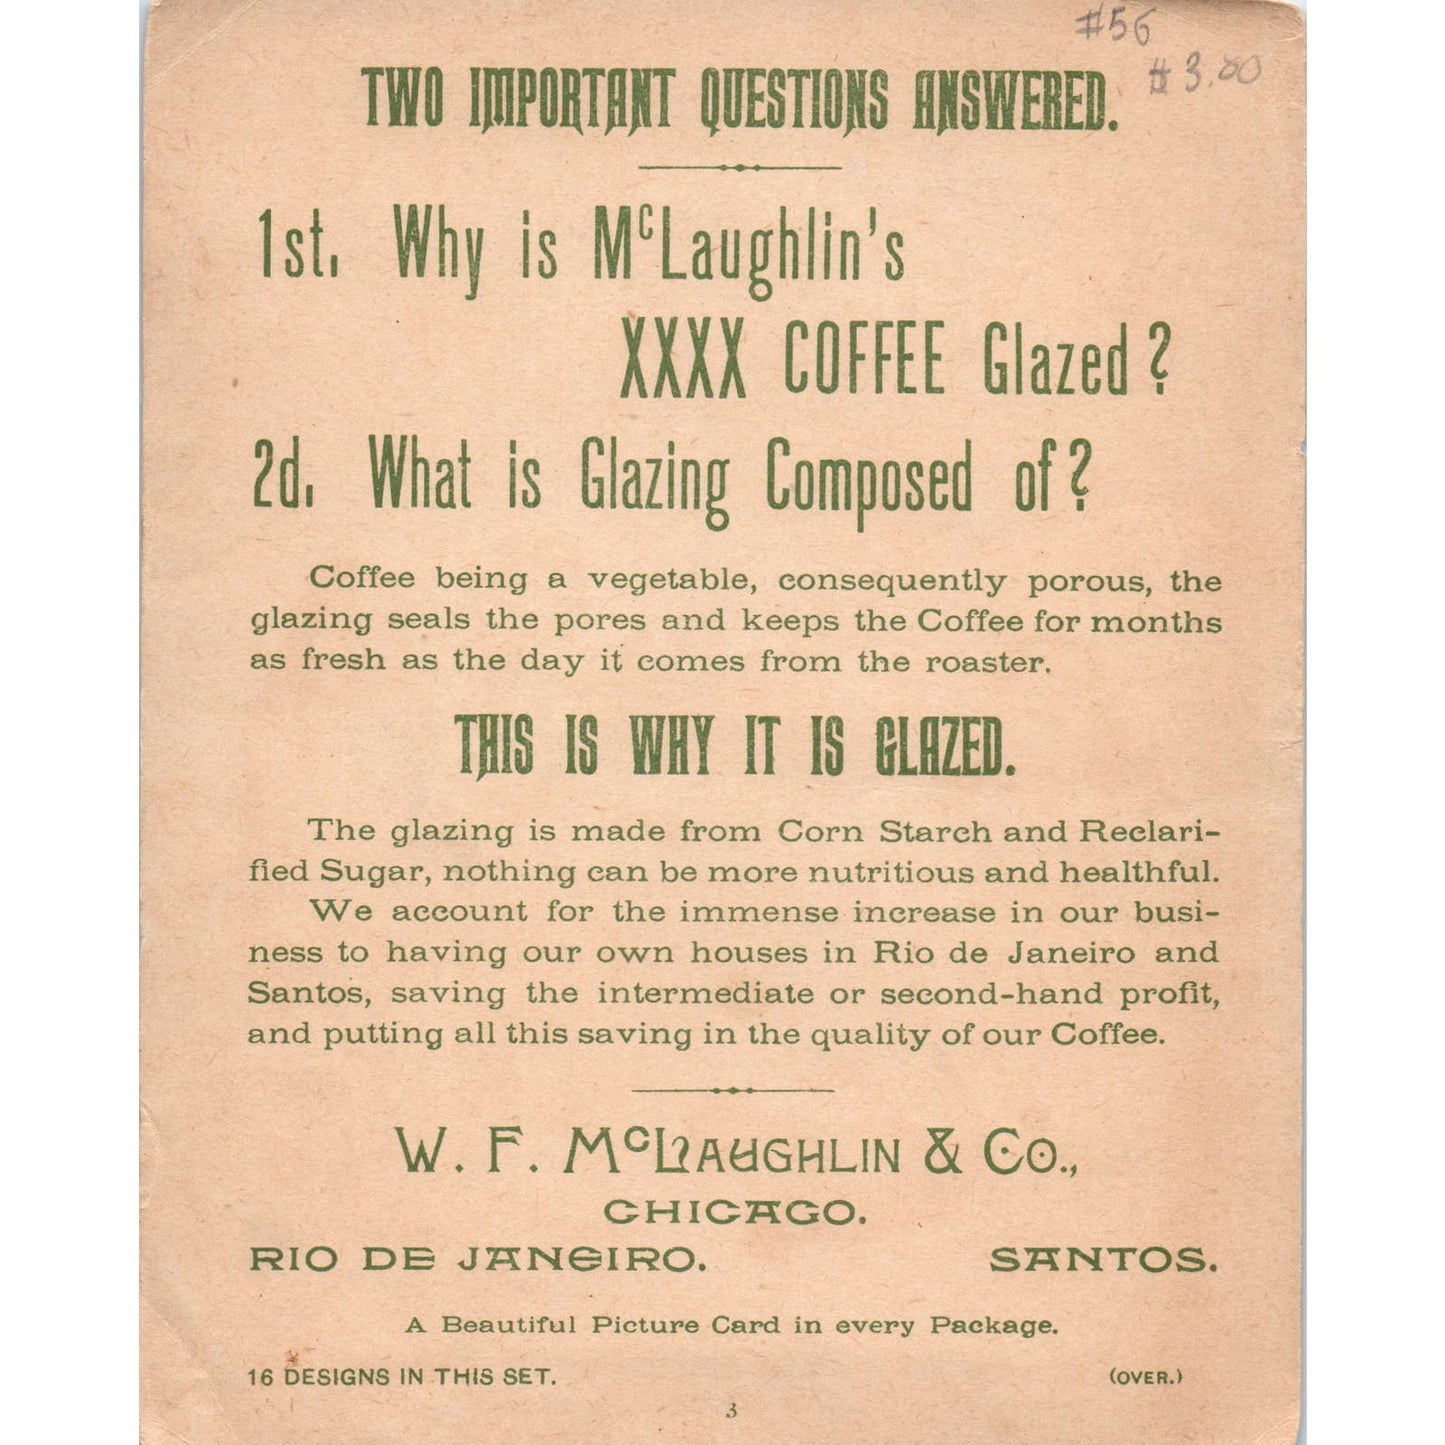 #56
# 3.00
TWO IMPORTANT QUESTIONS ANSWERED.
1st. Why is McLaughlin's
XXXX COFFEE Glazed?
2d. What is Glazing Composed of?
Coffee being a vegetable, consequently porous, the
glazing seals the pores and keeps the Coffee for months
as fresh as the day it comes from the roaster.
THIS IS WHY IT IS GLAZED.
The glazing is made from Corn Starch and Reclari-
fied Sugar, nothing can be more nutritious and healthful.
We account for the immense increase in our busi-
ness to having our own houses in Rio de Janeiro and
Santos, saving the intermediate or second-hand profit,
and putting all this saving in the quality of our Coffee.
W. F. McLAUGHLIN & Co.,
CHICAGO.
RIO DE JANEIRO. SANTOS.
A Beautiful Picture Card in every Package.
16 DESIGNS IN THIS SET. (OVER.)
3